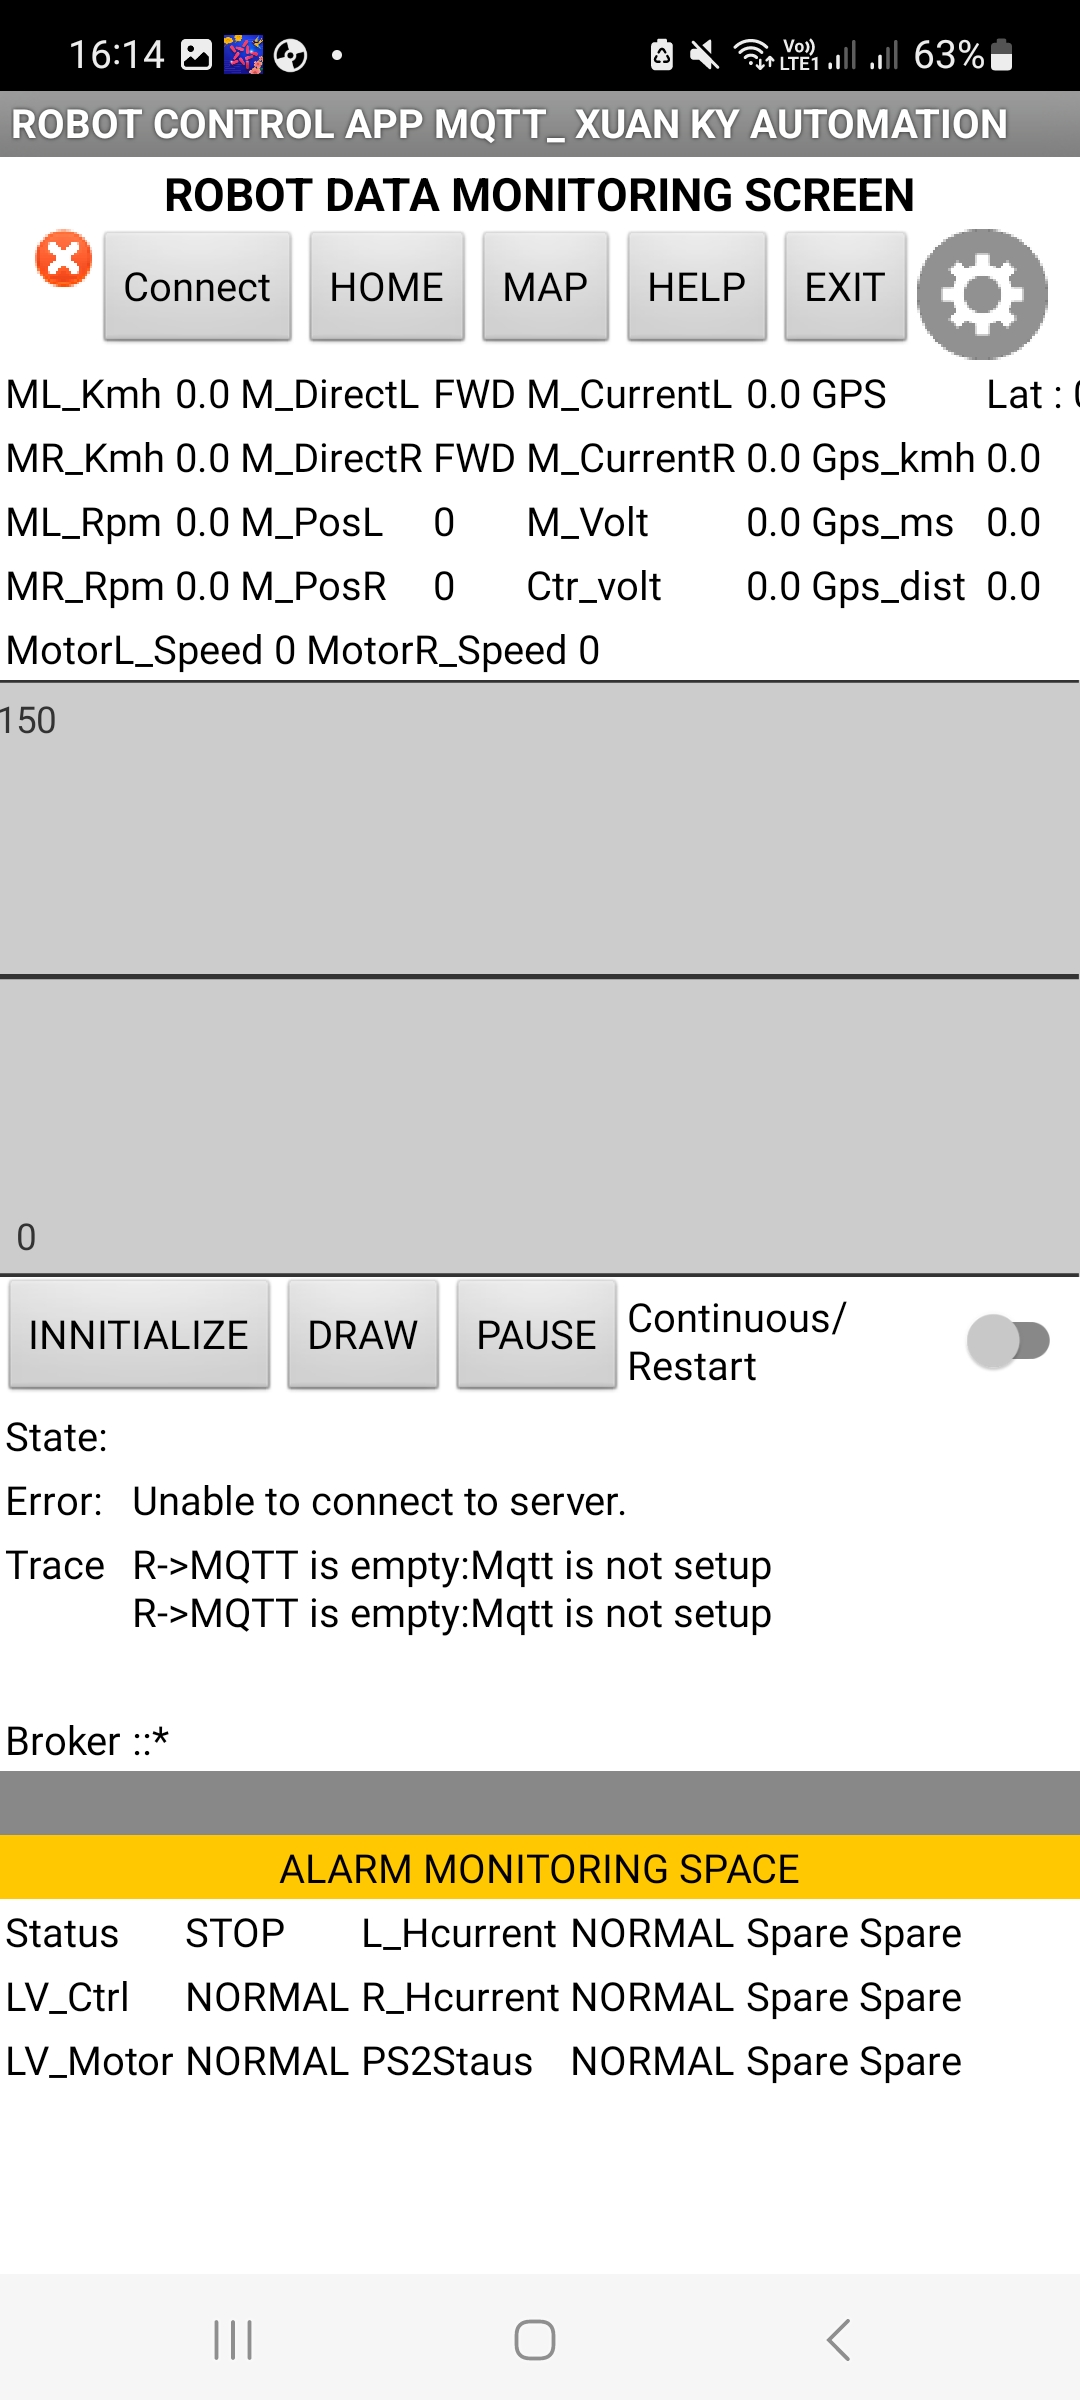 16:14 Vo)) LTE1 63%
ROBOT CONTROL APP MQTT_ XUAN KY AUTOMATION
ROBOT DATA MONITORING SCREEN
Connect HOME MAP HELP EXIT
ML_Kmh 0.0 M_DirectL FWD M_CurrentL 0.0 GPS Lat :
MR_Kmh 0.0 M_DirectR FWD M_CurrentR 0.0 Gps_kmh 0.0
ML_Rpm 0.0 M_PosL 0 M_Volt 0.0 Gps_ms 0.0
MR_Rpm 0.0 M_PosR 0 Ctr_volt 0.0 Gps_dist 0.0
MotorL_Speed 0 MotorR_Speed 0
150
0
INNITIALIZE DRAW PAUSE Continuous/
Restart
State:
Error: Unable to connect to server.
Trace R->MQTT is empty:Mqtt is not setup
R->MQTT is empty:Mqtt is not setup
Broker ::*
ALARM MONITORING SPACE
Status STOP L_Hcurrent NORMAL Spare Spare
LV_Ctrl NORMAL R_Hcurrent NORMAL Spare Spare
LV_Motor NORMAL PS2Staus NORMAL Spare Spare